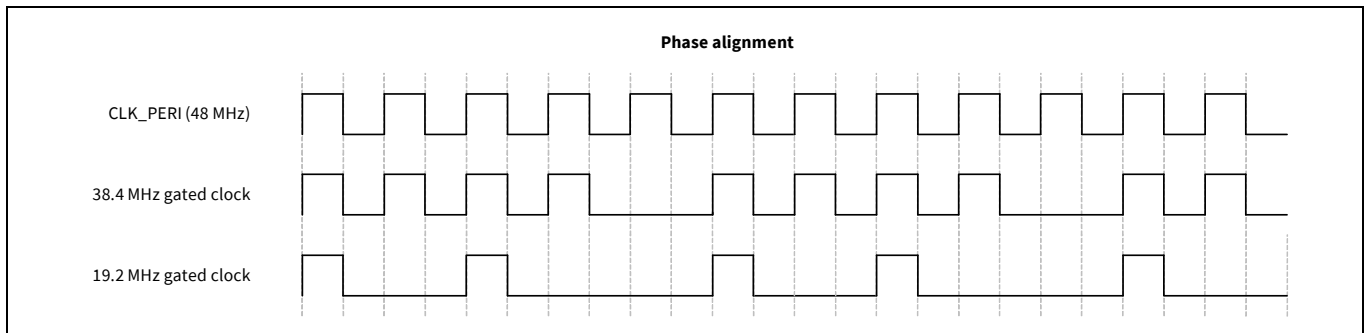 Phase alignment
CLK_PERI (48 MHz)
38.4 MHz gated clock
19.2 MHz gated clock